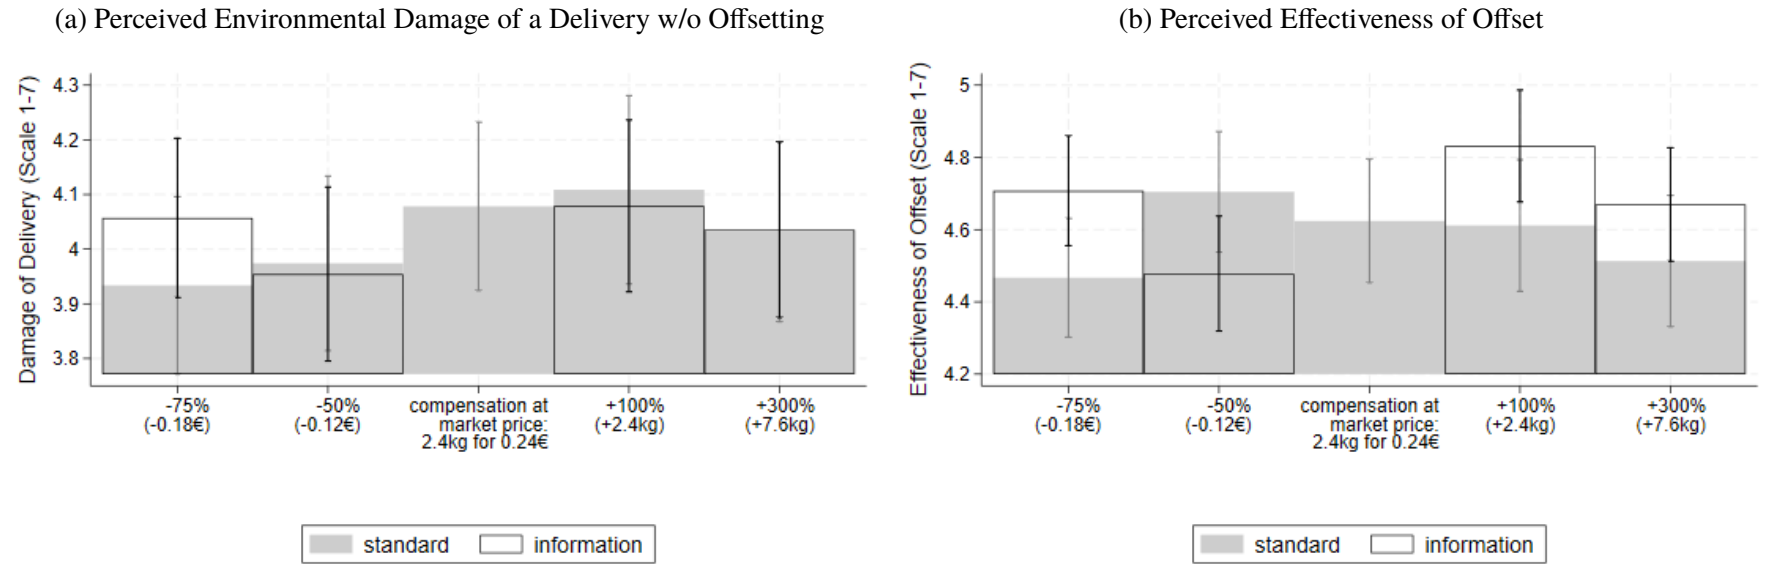 (a) Perceived Environmental Damage of a Delivery w/o Offsetting
Damage of Delivery (Scale 1-7)
4.3
4.2
4.1
4
3.9
3.8
-75%
(-0.18€)
-50%
(-0.12€)
compensation at
market price:
2.4kg for 0.24€
+100%
(+2.4kg)
+300%
(+7.6kg)
standard
information
(b) Perceived Effectiveness of Offset
Effectiveness of Offset (Scale 1-7)
5
4.8
4.6
4.4
4.2
-75%
(-0.18€)
-50%
(-0.12€)
compensation at
market price:
2.4kg for 0.24€
+100%
(+2.4kg)
+300%
(+7.6kg)
standard
information